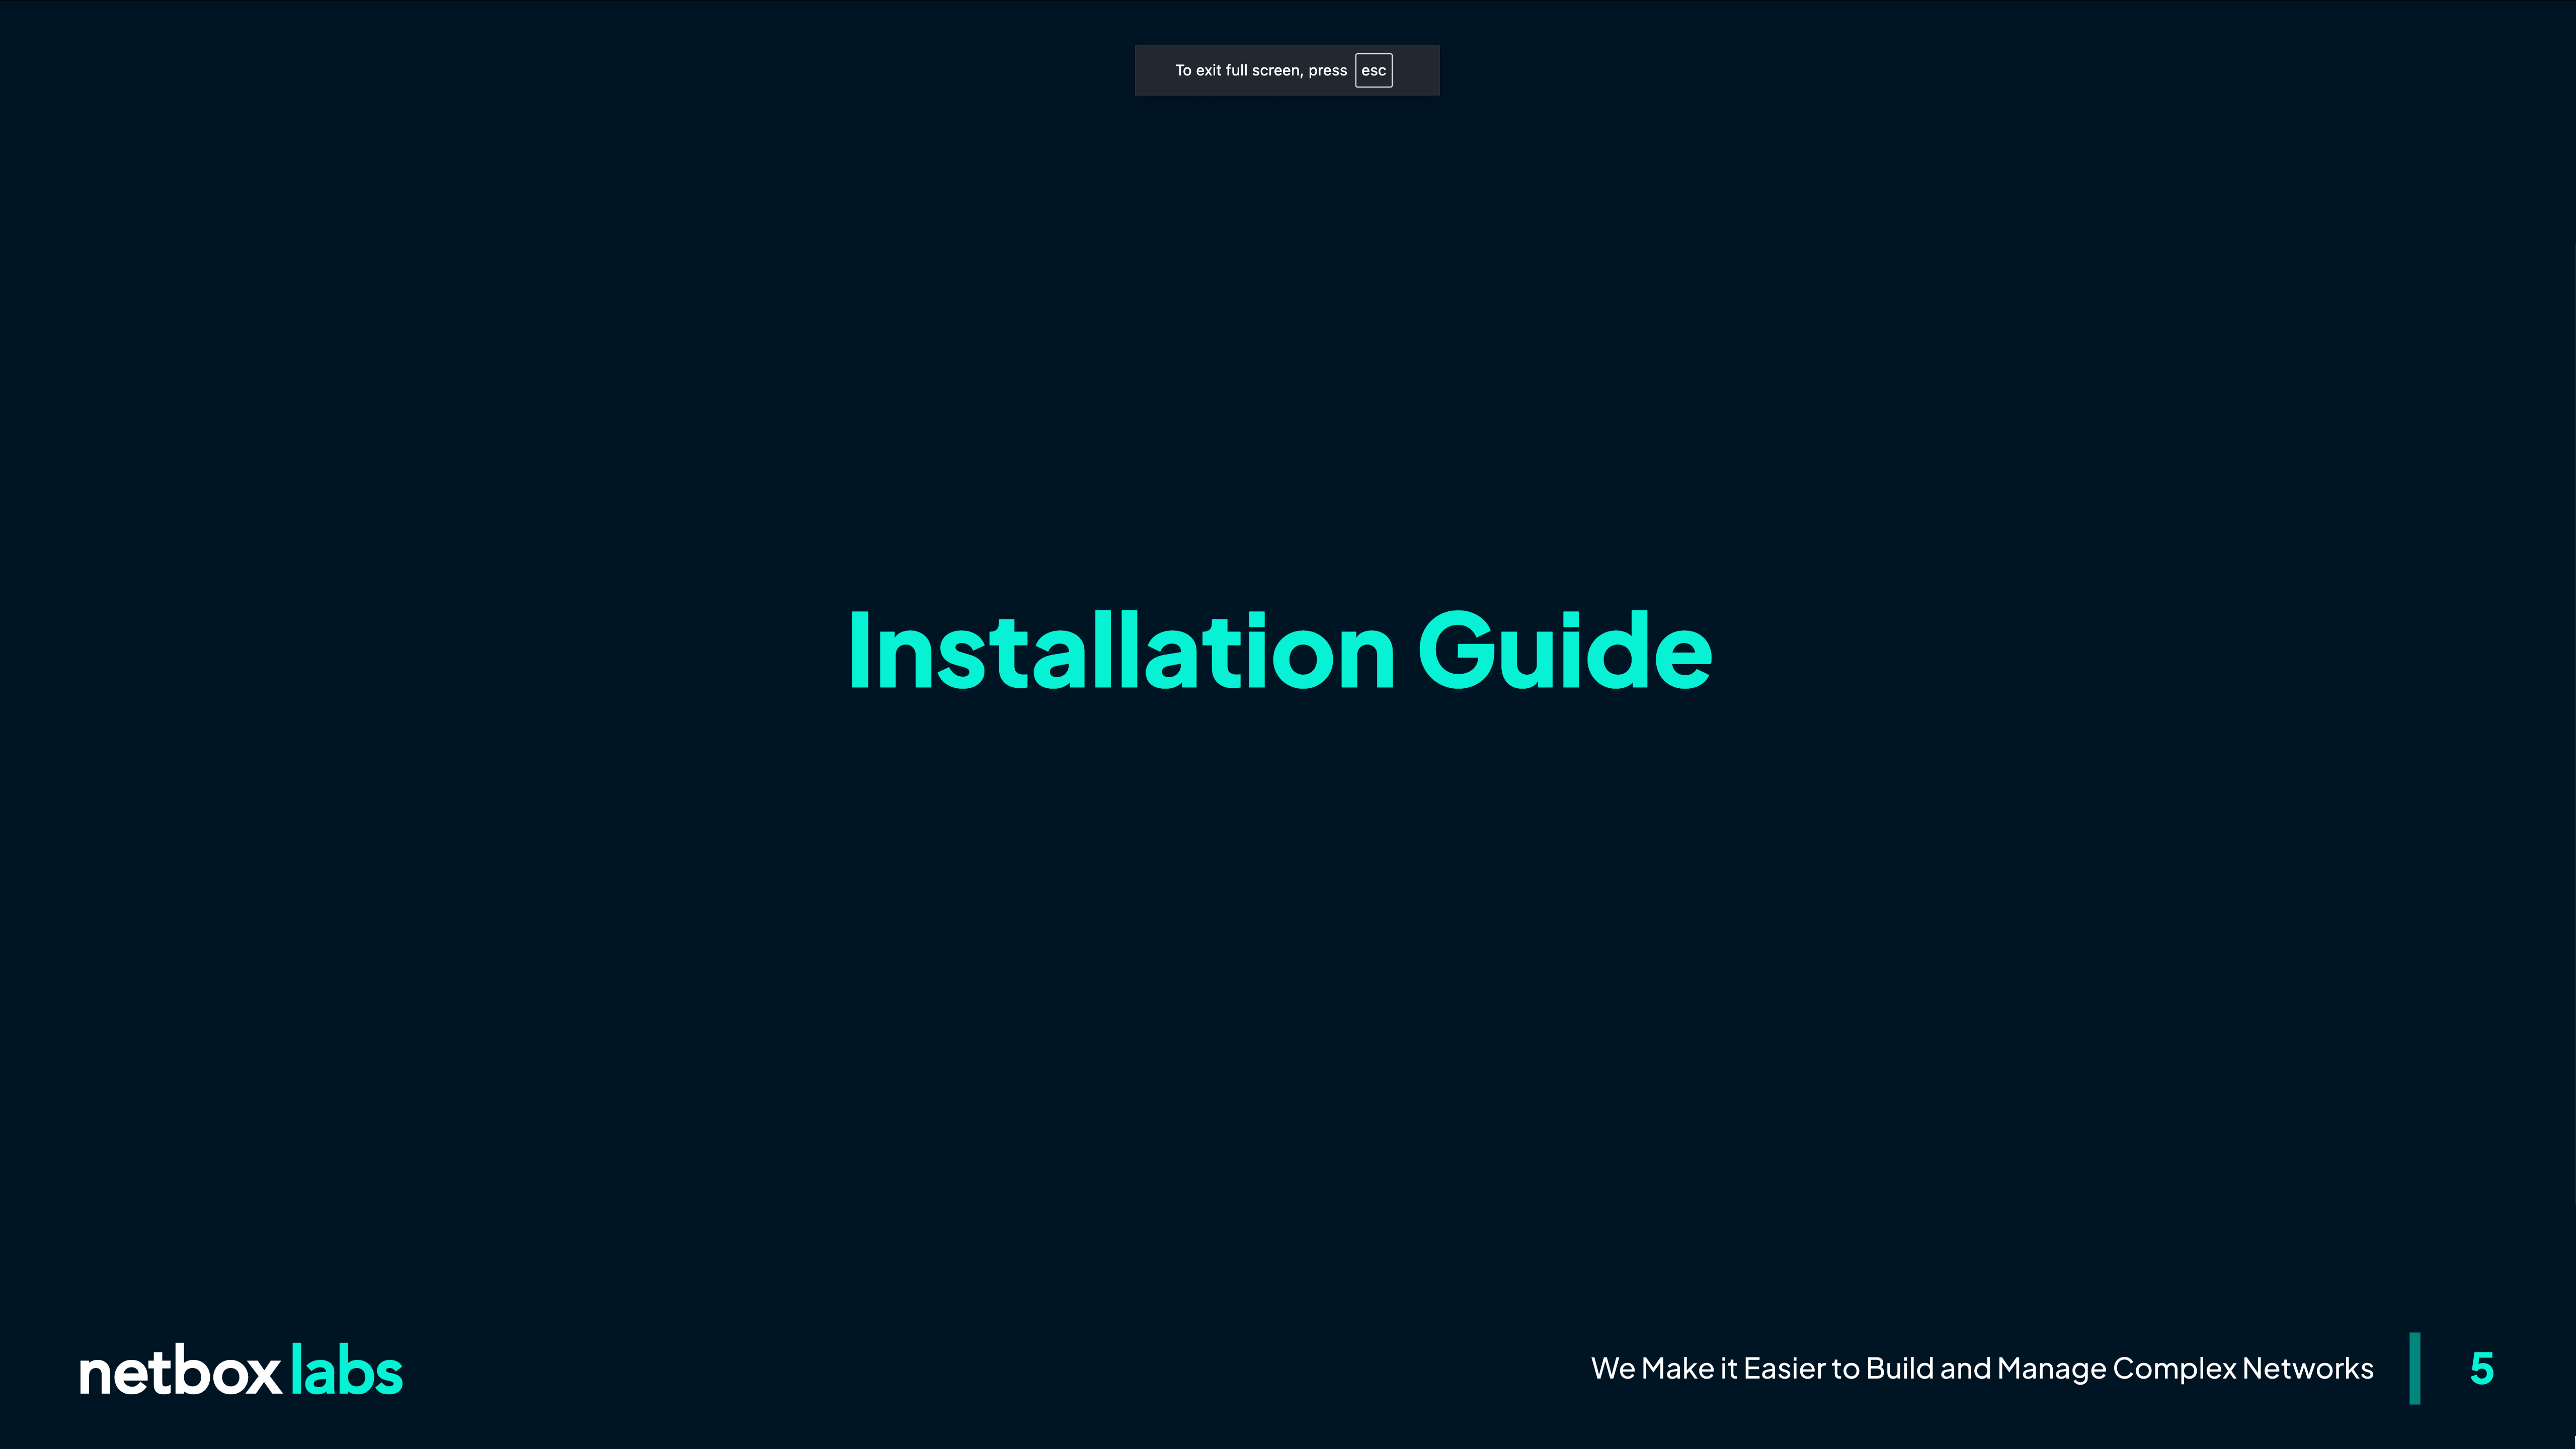 To exit full screen, press esc
Installation Guide
netbox labs
We Make it Easier to Build and Manage Complex Networks
5